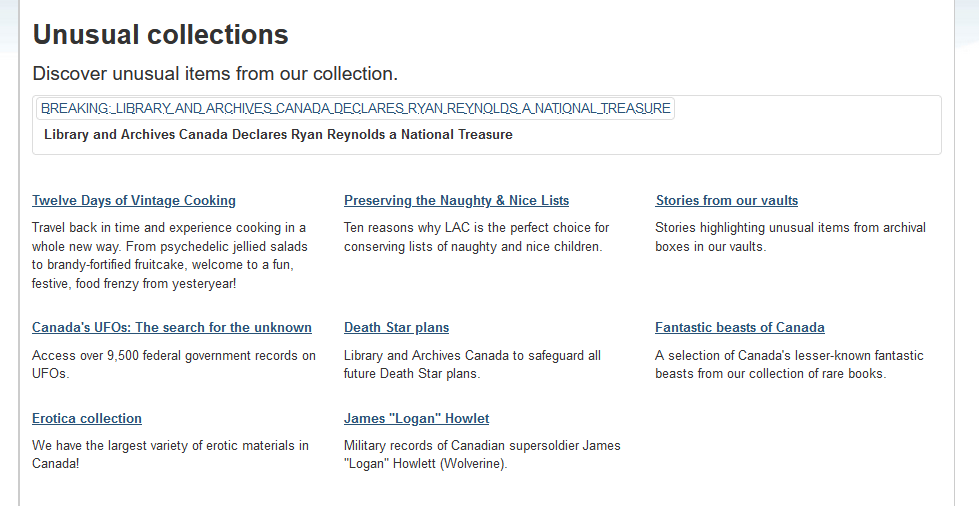 Unusual collections
Discover unusual items from our collection.
BREAKING:_LIBRARY_AND_ARCHIVES_CANADA_DECLARES_RYAN_REYNOLDS_A_NATIONAL_TREASURE
Library and Archives Canada Declares Ryan Reynolds a National Treasure
Twelve Days of Vintage Cooking
Travel back in time and experience cooking in a
whole new way. From psychedelic jellied salads
to brandy-fortified fruitcake, welcome to a fun,
festive, food frenzy from yesteryear!
Preserving the Naughty & Nice Lists
Ten reasons why LAC is the perfect choice for
conserving lists of naughty and nice children.
Stories from our vaults
Stories highlighting unusual items from archival
boxes in our vaults.
Canada's UFOs: The search for the unknown
Access over 9,500 federal government records on
UFOs.
Death Star plans
Library and Archives Canada to safeguard all
future Death Star plans.
Fantastic beasts of Canada
A selection of Canada's lesser-known fantastic
beasts from our collection of rare books.
Erotica collection
We have the largest variety of erotic materials in
Canada!
James "Logan" Howlet
Military records of Canadian supersoldier James
"Logan" Howlett (Wolverine).